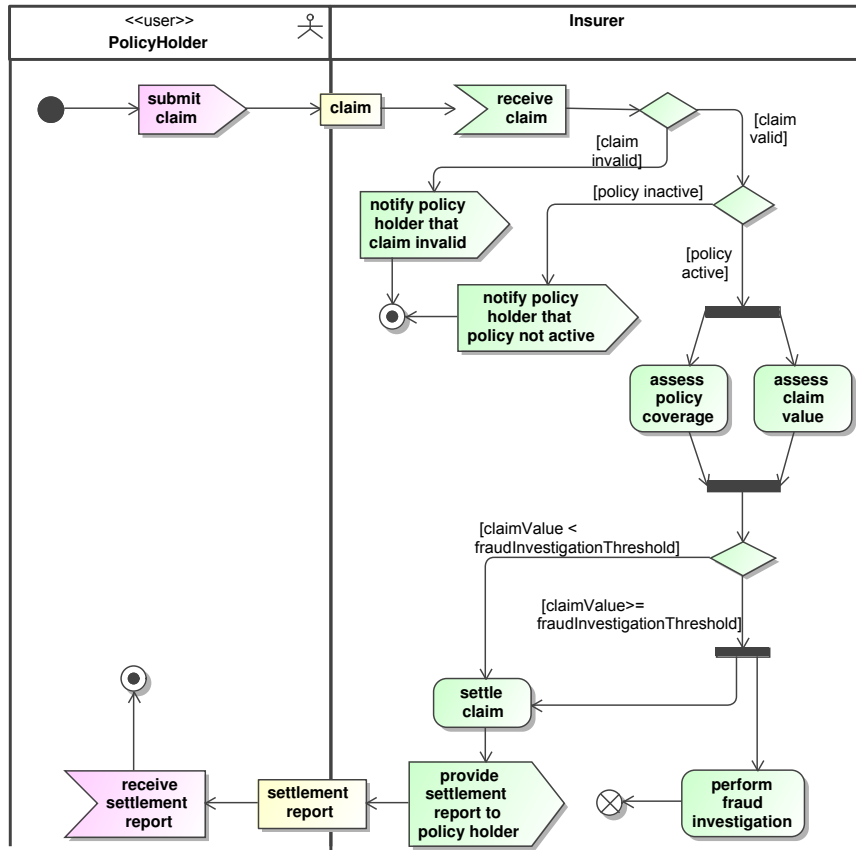 <<user>>
PolicyHolder
Insurer
submit
claim
claim
receive
claim
[claim
valid]
[claim
invalid]
notify policy
holder that
claim invalid
[policy inactive]
[policy
active]
notify policy
holder that
policy not active
assess
policy
coverage
assess
claim
value
[claimValue <
fraudInvestigationThreshold]
[claimValue>=
fraudInvestigationThreshold]
settle
claim
receive
settlement
report
settlement
report
provide
settlement
report to
policy holder
perform
fraud
investigation